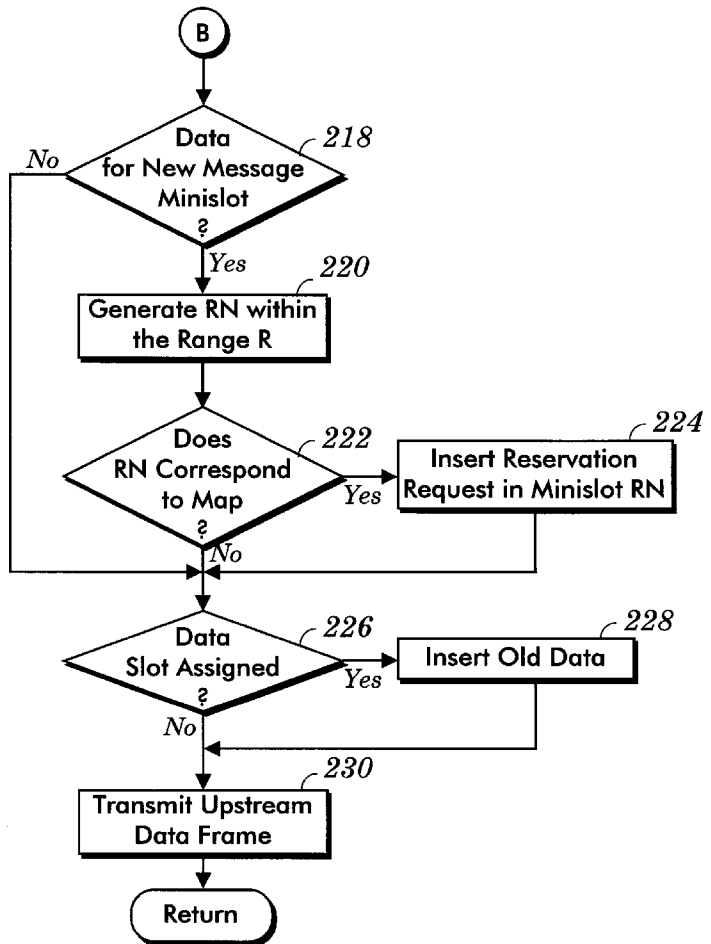 B
Data
for New Message
Minislot
?
218
No
Yes
220
Generate RN within
the Range R
Does
RN Correspond
to Map
?
222
Yes
No
224
Insert Reservation
Request in Minislot RN
Data
Slot Assigned
?
226
Yes
No
228
Insert Old Data
230
Transmit Upstream
Data Frame
Return